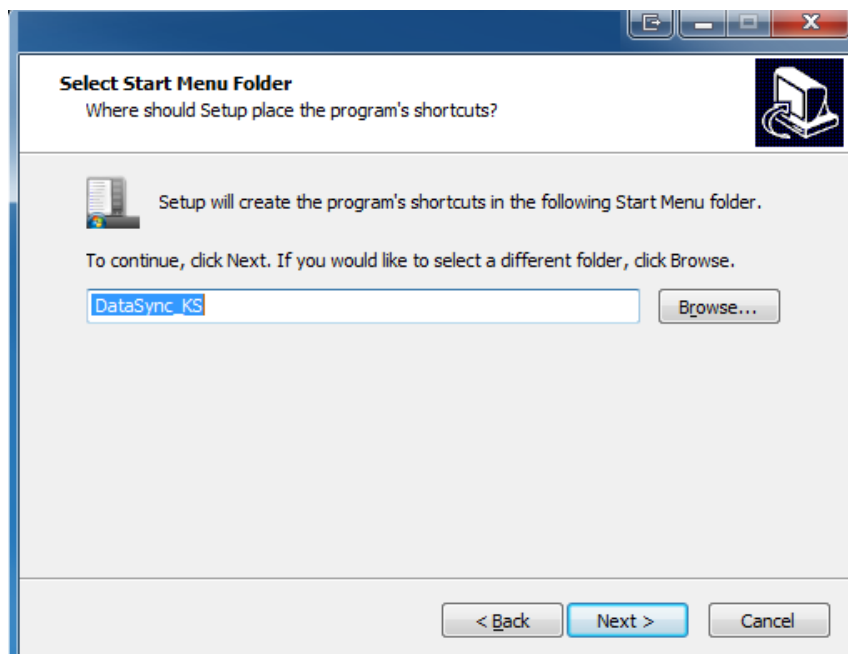 Select Start Menu Folder
Where should Setup place the program's shortcuts?
Setup will create the program's shortcuts in the following Start Menu folder.
To continue, click Next. If you would like to select a different folder, click Browse.
DataSync_KS
Browse...
< Back
Next >
Cancel